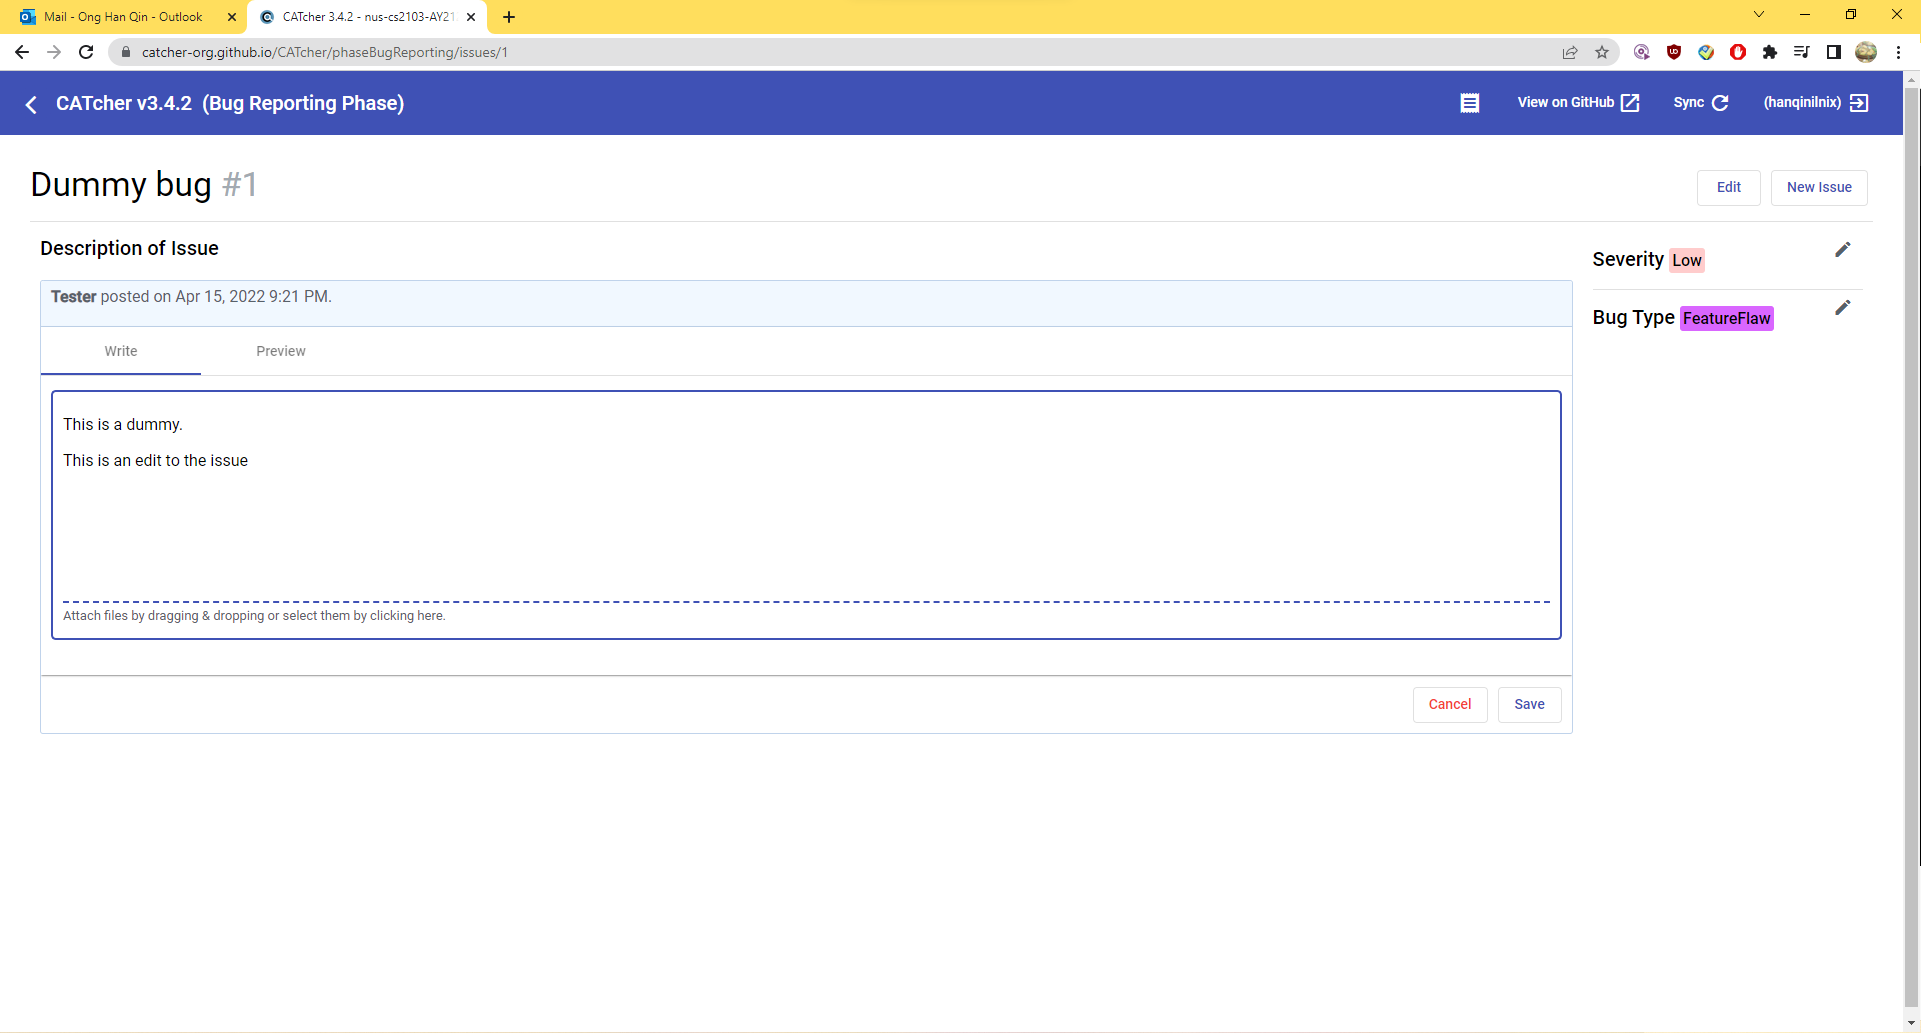 Mail - Ong Han Qin - Outlook
CATcher 3.4.2 - nus-cs2103-AY21
catcher-org.github.io/CATcher/phaseBugReporting/issues/1
CATcher v3.4.2 (Bug Reporting Phase)
View on GitHub
Sync
(hanqinilnix)
Dummy bug #1
Edit
New Issue
Description of Issue
Severity Low
Tester posted on Apr 15, 2022 9:21 PM.
Bug Type FeatureFlaw
Write
Preview
This is a dummy.
This is an edit to the issue
Attach files by dragging & dropping or select them by clicking here.
Cancel
Save